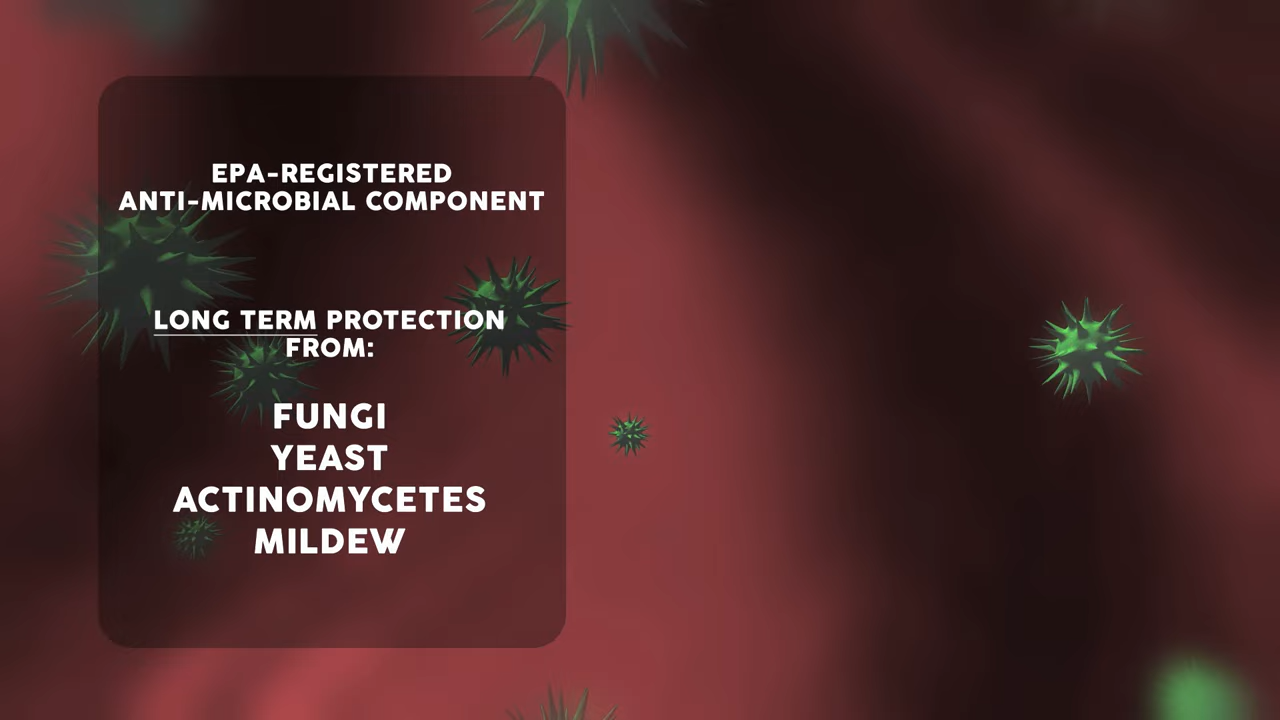 EPA-REGISTERED
ANTI-MICROBIAL COMPONENT
LONG TERM PROTECTION
FROM:
FUNGI
YEAST
ACTINOMYCETES
MILDEW